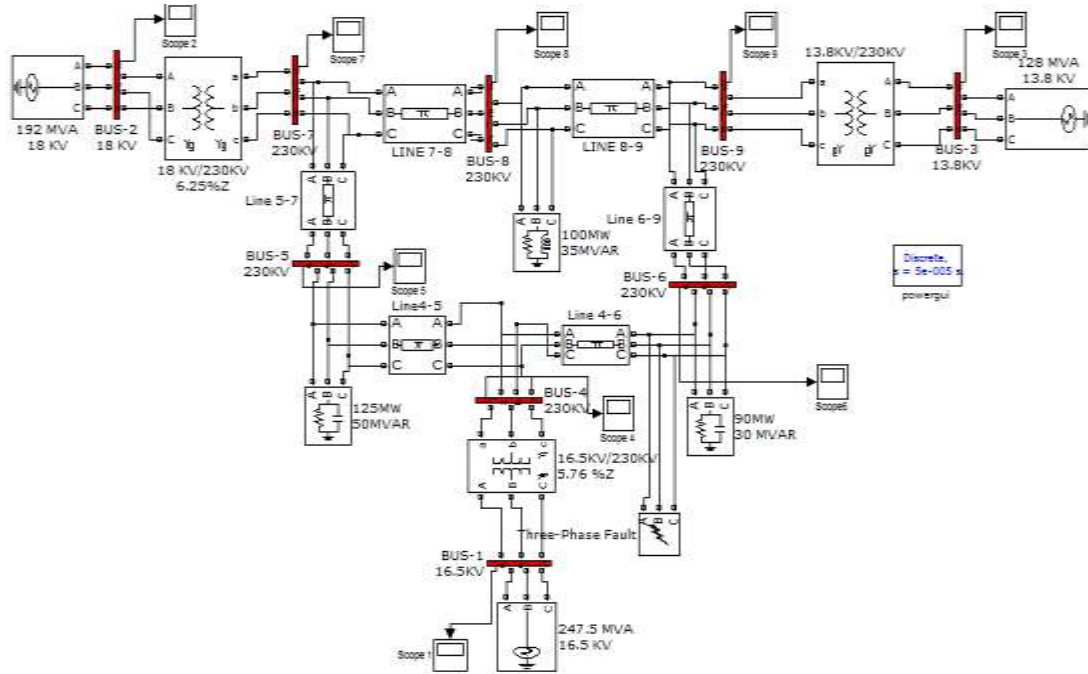 Scope 2
Scope 7
Scope 8
Scope 9
Scope 3
13.8KV/230KV
128 MVA
13.8 KV
192 MVA
18 KV
BUS-2
18 KV
18 KV/230KV
6.25%Z
BUS-7
230KV
LINE 7-8
BUS-8
230KV
LINE 8-9
BUS-9
230KV
BUS-3
13.8KV
Line 5-7
100MW
35MVAR
Line 6-9
BUS-5
230KV
Scope 5
BUS-6
230KV
Discrete,
s = 5e-005 s.
powergui
Line4-5
Line 4-6
125MW
50MVAR
BUS-4
230KV
Scope 4
90MW
30 MVAR
16.5KV/230KV
5.76 %Z
Three-Phase Fault
BUS-1
16.5KV
Scope 1
247.5 MVA
16.5 KV
A
B
C
a
b
c
Yg
Yg